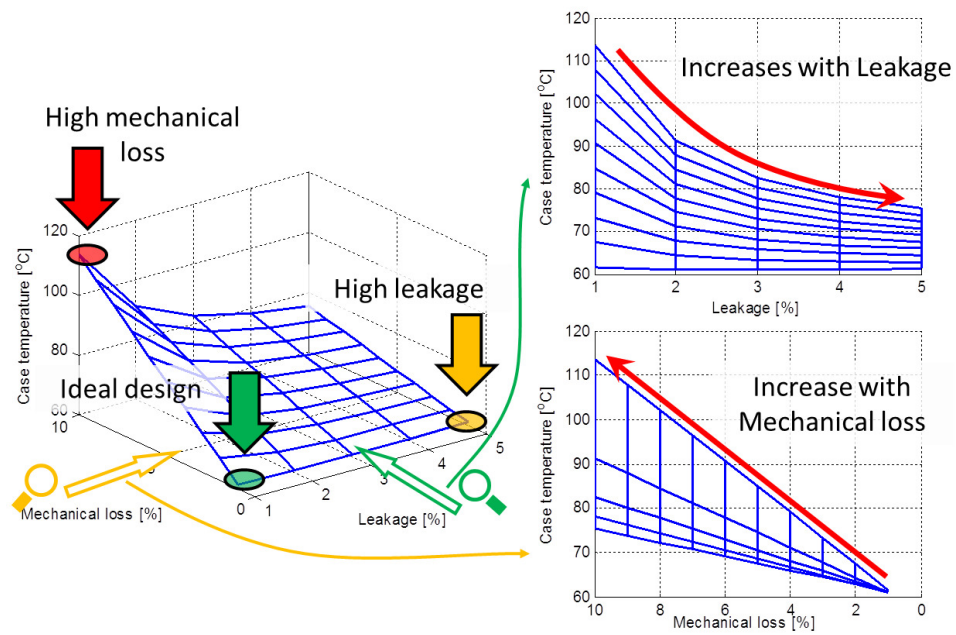 High mechanical
loss
High leakage
Ideal design
Case temperature [°C]
120
100
80
60
10
0
Mechanical loss [%]
1
2
3
4
5
Leakage [%]
120
110
100
90
80
70
60
Case temperature [°C]
Increases with Leakage
1 2 3 4 5
Leakage [%]
120
110
100
90
80
70
60
Case temperature [°C]
Increase with
Mechanical loss
10 8 6 4 2 0
Mechanical loss [%]